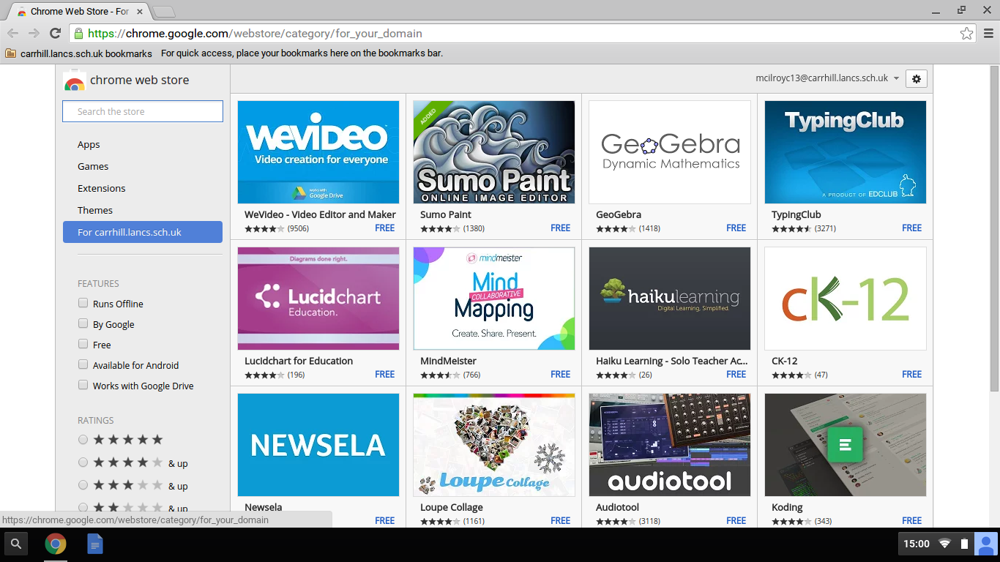 Chrome Web Store - For
https://chrome.google.com/webstore/category/for_your_domain
carrhill.lancs.sch.uk bookmarks
For quick access, place your bookmarks here on the bookmarks bar.
chrome web store
mcilroyc13@carrhill.lancs.sch.uk
Search the store
Apps
Games
Extensions
Themes
For carrhill.lancs.sch.uk
FEATURES
Runs Offline
By Google
Free
Available for Android
Works with Google Drive
RATINGS
& up
& up
& up
WEVIDEO
Video creation for everyone
works with
Google Drive
WeVideo - Video Editor and Maker
(9506)
FREE
ADDED
Sumo Paint
ONLINE IMAGE EDITOR
Sumo Paint
(1380)
FREE
GeoGebra
Dynamic Mathematics
GeoGebra
(1418)
FREE
TypingClub
A PRODUCT OF EDCLUB
TypingClub
(3271)
FREE
Diagrams done right.
Lucidchart
Education.
Lucidchart for Education
(196)
FREE
mindmeister
Mind
COLLABORATIVE
Mapping
Create. Share. Present.
MindMeister
(766)
FREE
haikulearning
Digital Learning, Simplified.
Haiku Learning - Solo Teacher Ac...
(26)
FREE
CK-12
CK-12
(47)
FREE
NEWSELA
Newsela
FREE
Loupe Collage
Loupe Collage
(1161)
FREE
audiotool
Audiotool
(3118)
FREE
Koding
(343)
FREE
https://chrome.google.com/webstore/category/for_your_domain
15:00